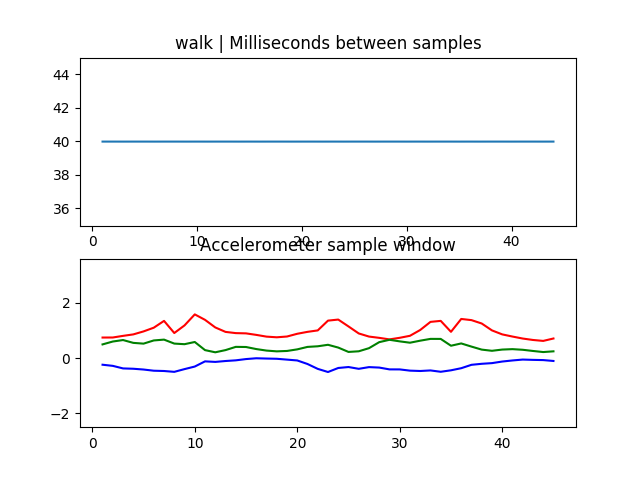 walk | Milliseconds between samples
44
42
40
38
36
0 10 20 30 40
Accelerometer sample window
2
0
−2
0 10 20 30 40